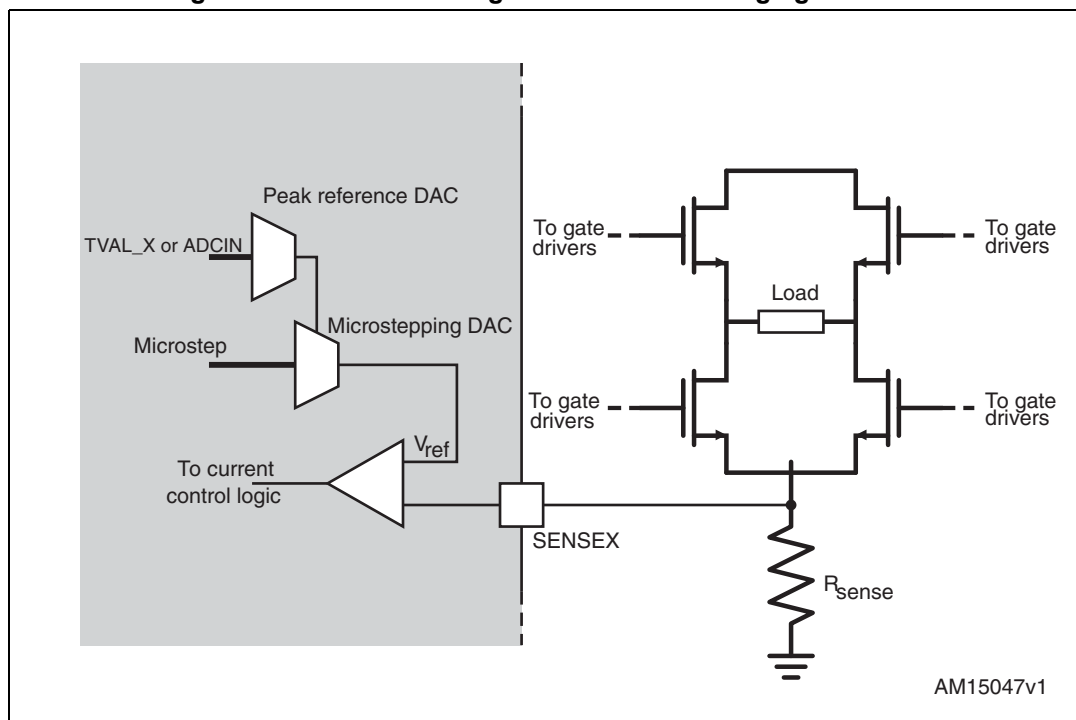 Peak reference DAC
TVAL_X or ADCIN
Microstepping DAC
Microstep
Vref
To current
control logic
SENSEX
To gate
drivers
To gate
drivers
Load
To gate
drivers
To gate
drivers
Rsense
AM15047v1